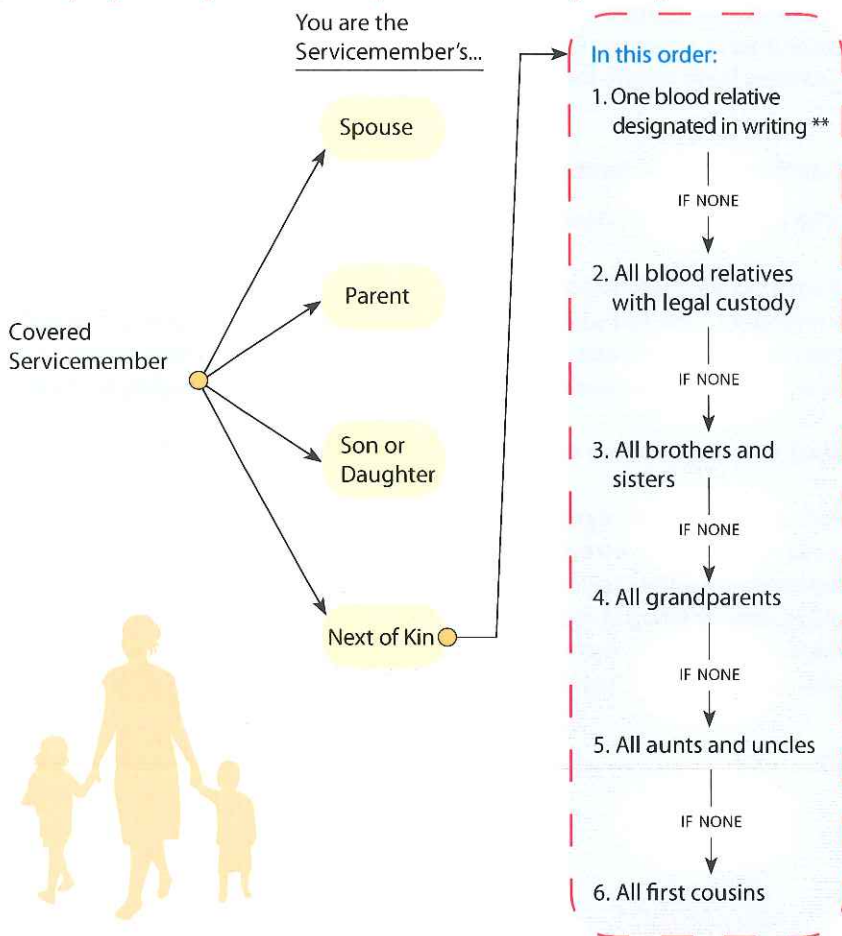 You are the
Servicemember's...
Spouse
Parent
Covered
Servicemember
Son or
Daughter
Next of Kin
In this order:
1. One blood relative
designated in writing **
IF NONE
2. All blood relatives
with legal custody
IF NONE
3. All brothers and
sisters
IF NONE
4. All grandparents
IF NONE
5. All aunts and uncles
IF NONE
6. All first cousins